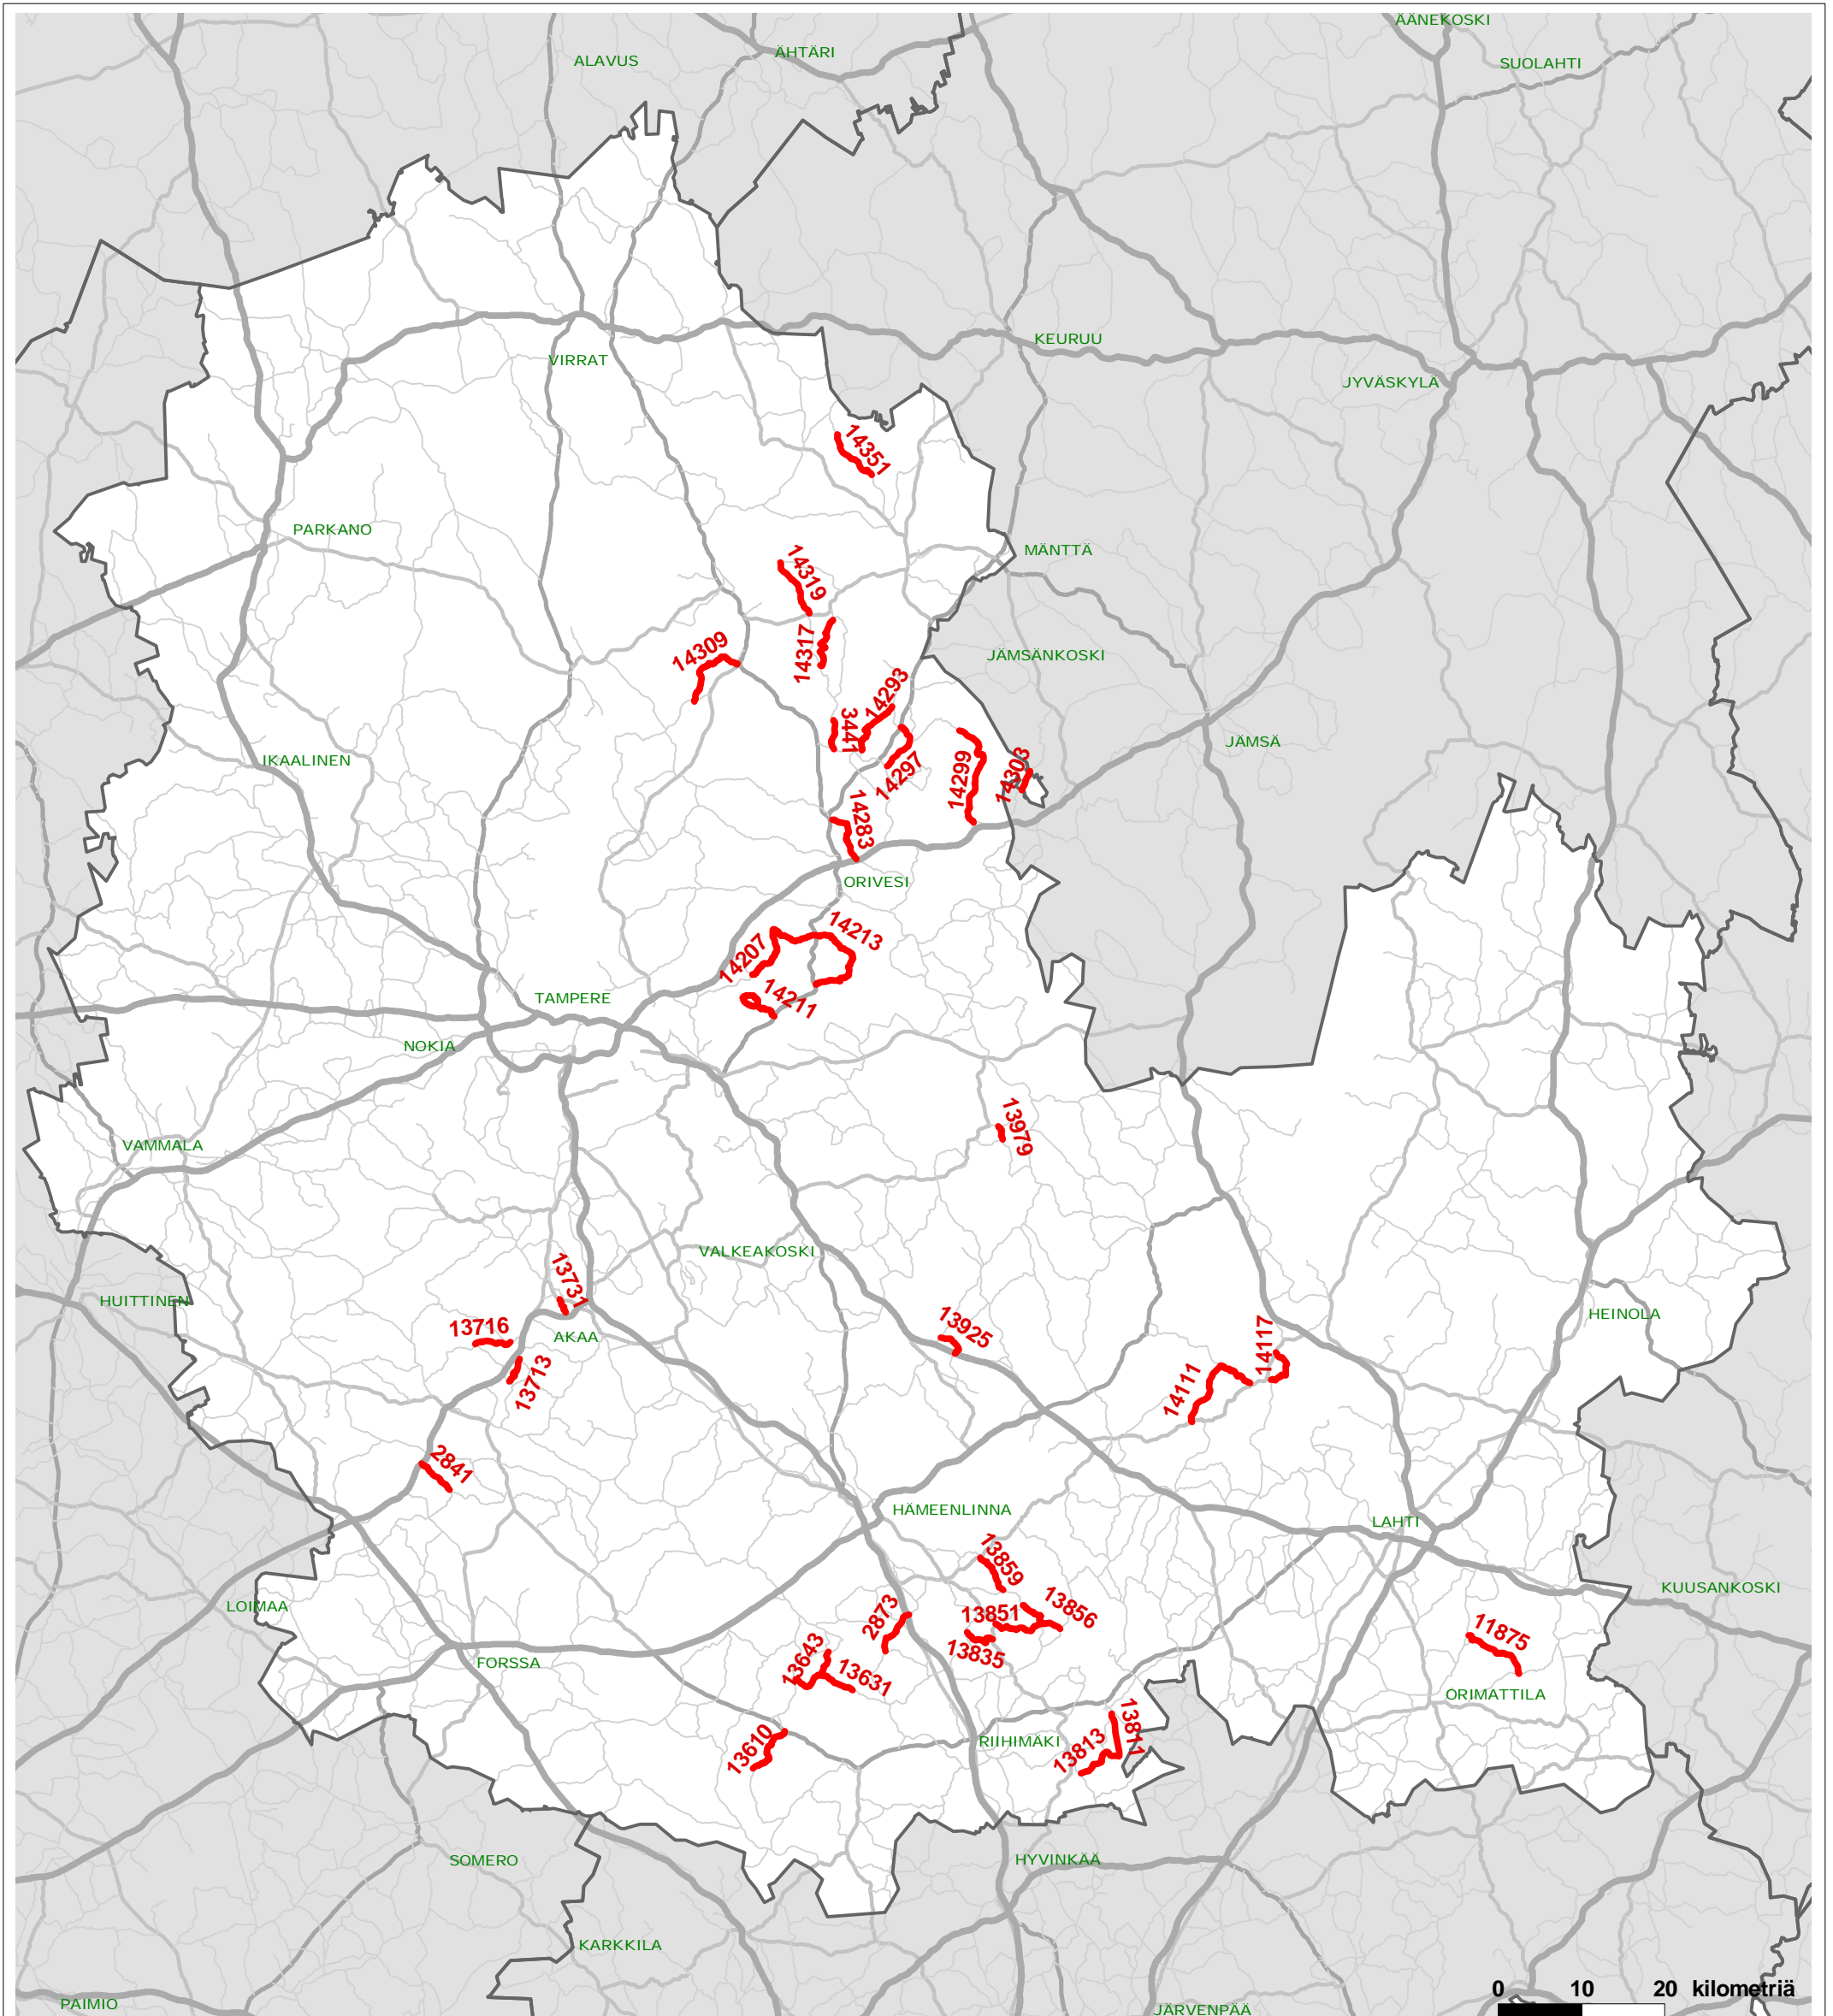 ÄÄNEKOSKI
ÄHTÄRI
ALAVUS
SUOLAHTI
KEURUU
VIRRAT
JYVÄSKYLÄ
14351
PARKANO
MÄNTTÄ
14319
14317
14309
JÄMSÄNKOSKI
14293
3441
JÄMSÄ
IKAALINEN
14297
14299
14303
14283
ORIVESI
14213
14207
14211
TAMPERE
NOKIA
13979
VAMMALA
VALKEAKOSKI
13731
HUITTINEN
HEINOLA
13716
AKAA
13925
14117
13713
14111
2841
HÄMEENLINNA
LAHTI
13859
KUUSANKOSKI
LOIMAA
2873
13851
13856
11875
13835
FORSSA
13643
13631
ORIMATTILA
13811
RIIHIMÄKI
13813
13610
SOMERO
HYVINKÄÄ
KARKKILA
0 10 20 kilometriä
PAIMIO
JÄRVENPÄÄ